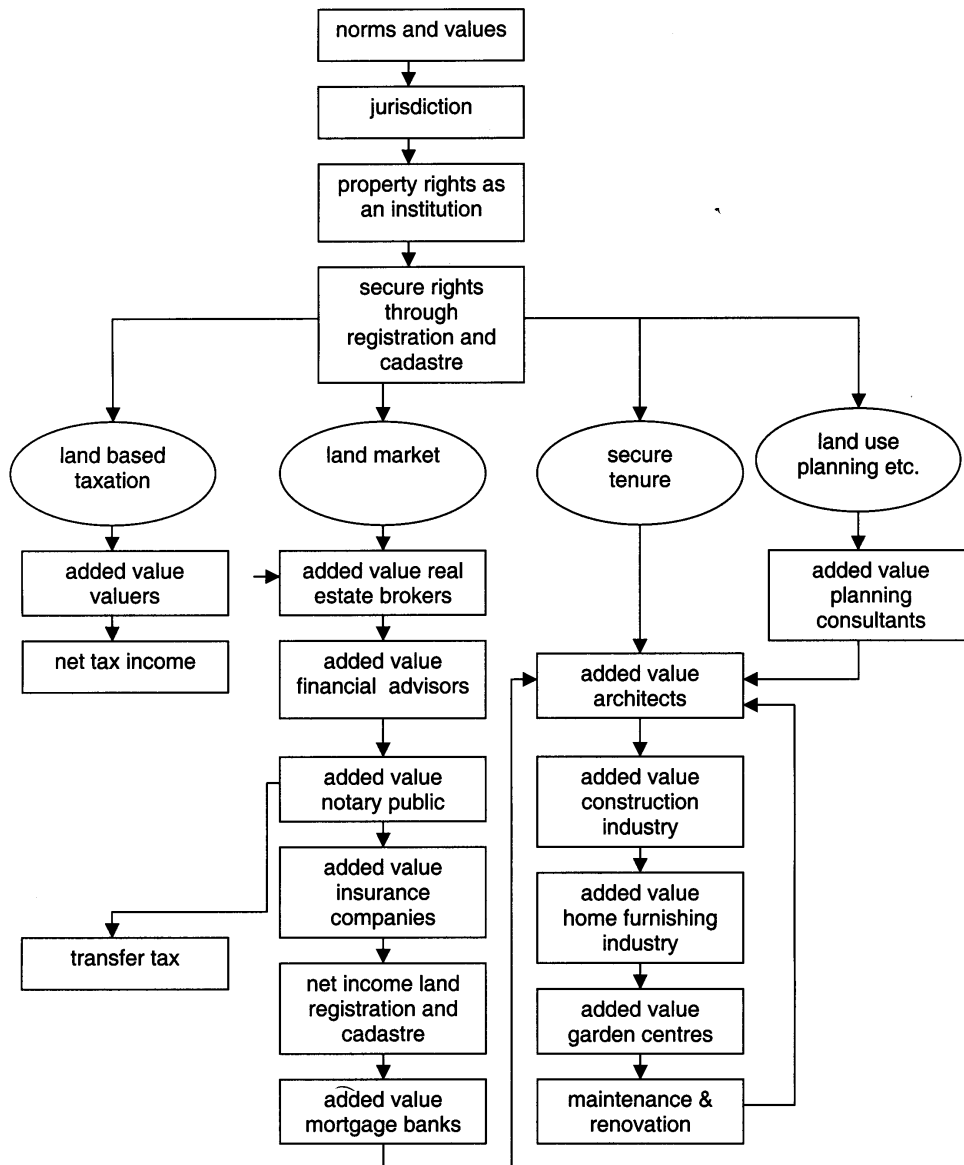 norms and values
jurisdiction
property rights as
an institution
secure rights
through
registration and
cadastre
land based
taxation
land market
secure
tenure
land use
planning etc.
added value
valuers
net tax income
added value real
estate brokers
added value
financial advisors
added value
notary public
transfer tax
added value
insurance
companies
net income land
registration and
cadastre
added value
mortgage banks
added value
planning
consultants
added value
architects
added value
construction
industry
added value
home furnishing
industry
added value
garden centres
maintenance &
renovation